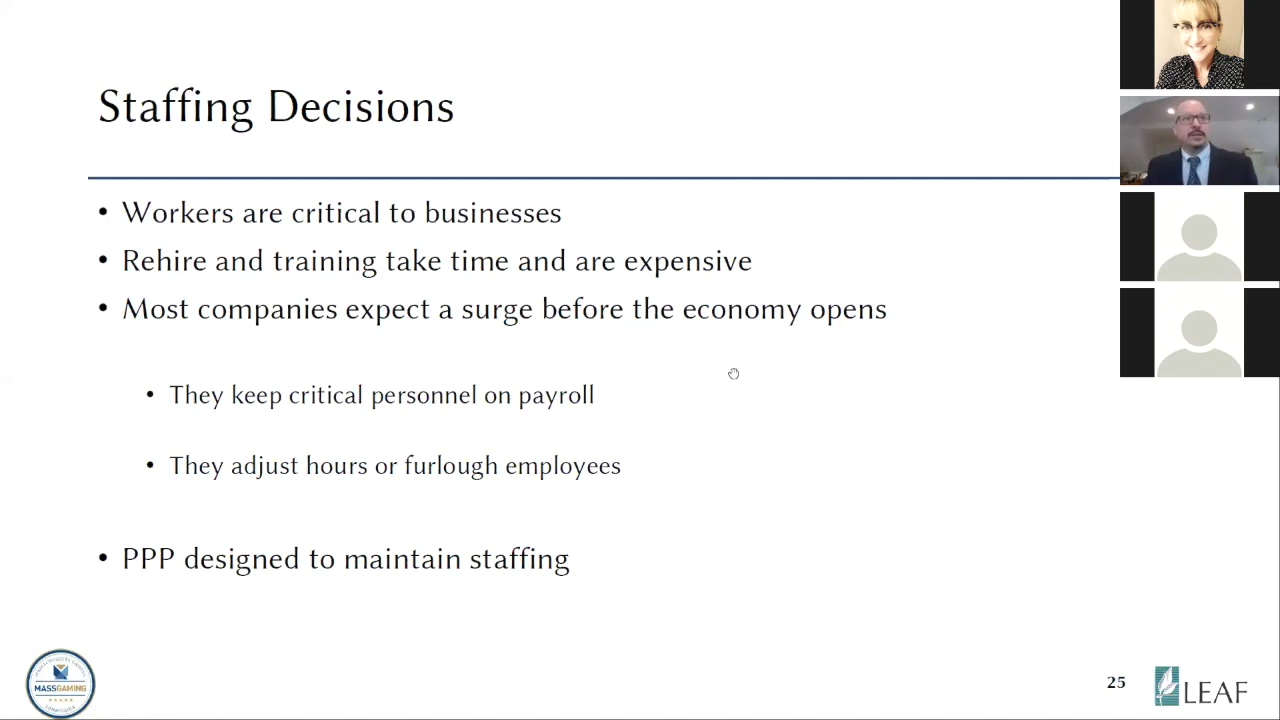 Staffing Decisions
• Workers are critical to businesses
• Rehire and training take time and are expensive
• Most companies expect a surge before the economy opens
• They keep critical personnel on payroll
• They adjust hours or furlough employees
• PPP designed to maintain staffing
MASSGAMING
25
LEAF